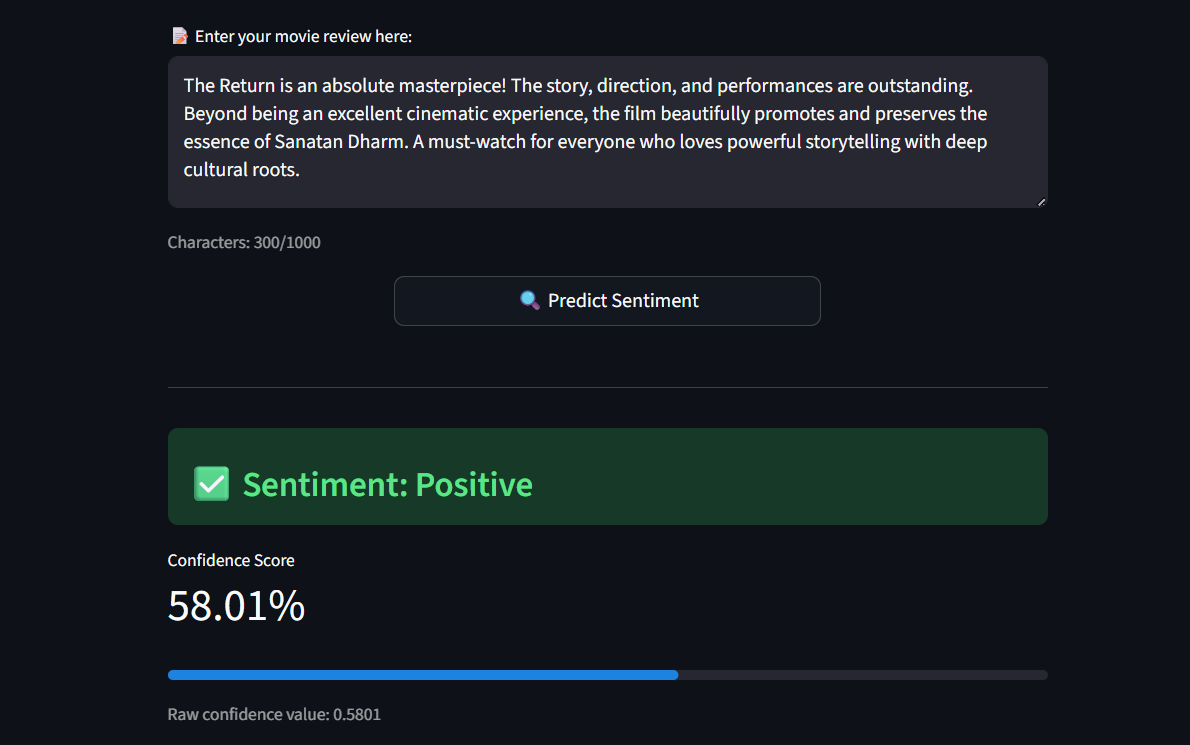 Enter your movie review here:
The Return is an absolute masterpiece! The story, direction, and performances are outstanding.
Beyond being an excellent cinematic experience, the film beautifully promotes and preserves the
essence of Sanatan Dharm. A must-watch for everyone who loves powerful storytelling with deep
cultural roots.
Characters: 300/1000
Predict Sentiment
Sentiment: Positive
Confidence Score
58.01%
Raw confidence value: 0.5801